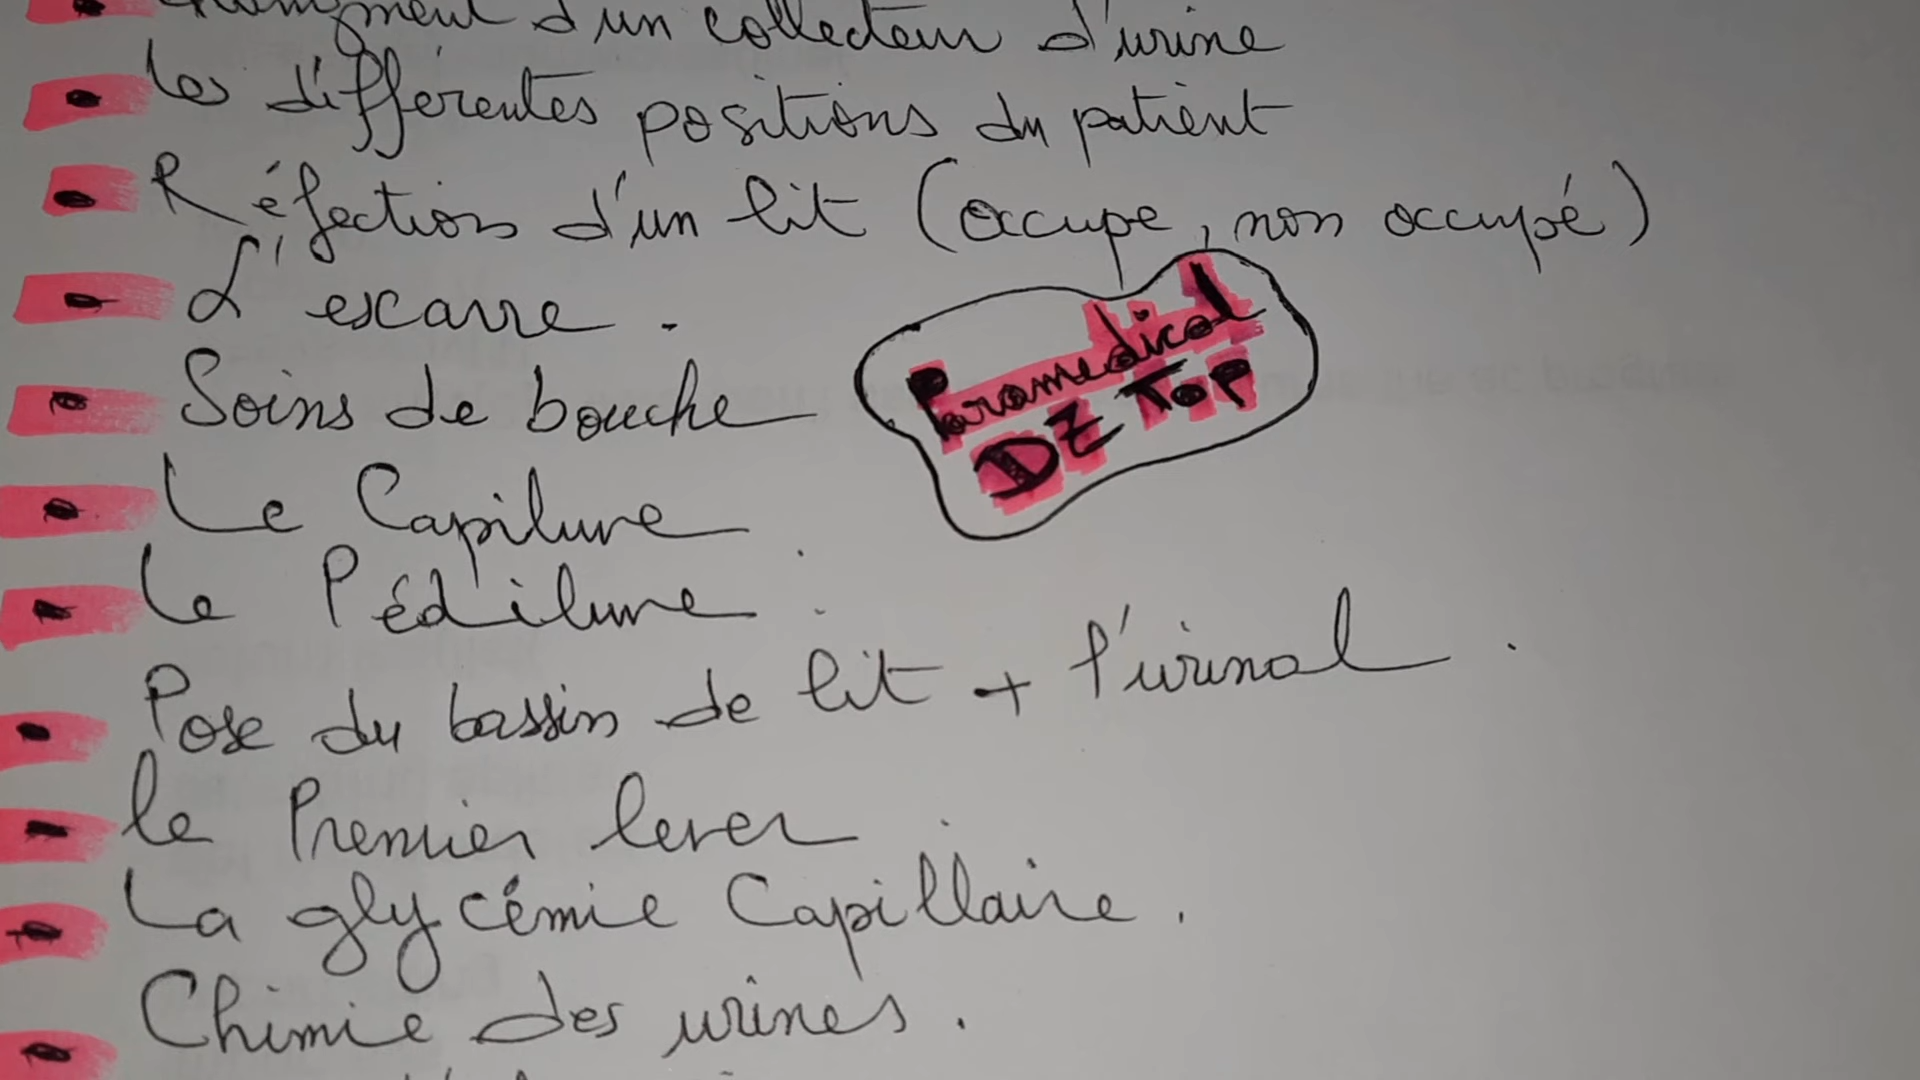 d'un collecteur d'urine
les différentes positions du patient
Réfection d'un lit (occupe, non occupé)
L'escarre.
Soins de bouche
Paramedical
DZ TOP
Le Capilure
le Pédilure
Pose du bassin de lit + l'urinal.
le Premier lever.
La glycémie Capillaire.
Chimie des urines.